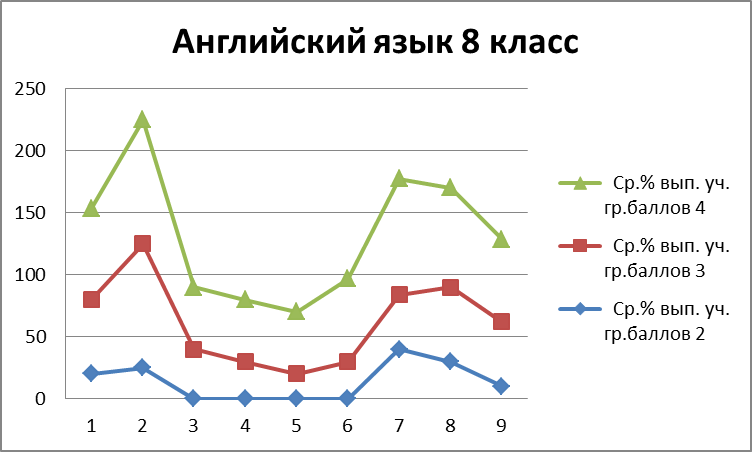 Английский язык 8 класс
250
200
150
100
50
0
1 2 3 4 5 6 7 8 9
Ср.% вып. уч.
гр.баллов 4
Ср.% вып. уч.
гр.баллов 3
Ср.% вып. уч.
гр.баллов 2